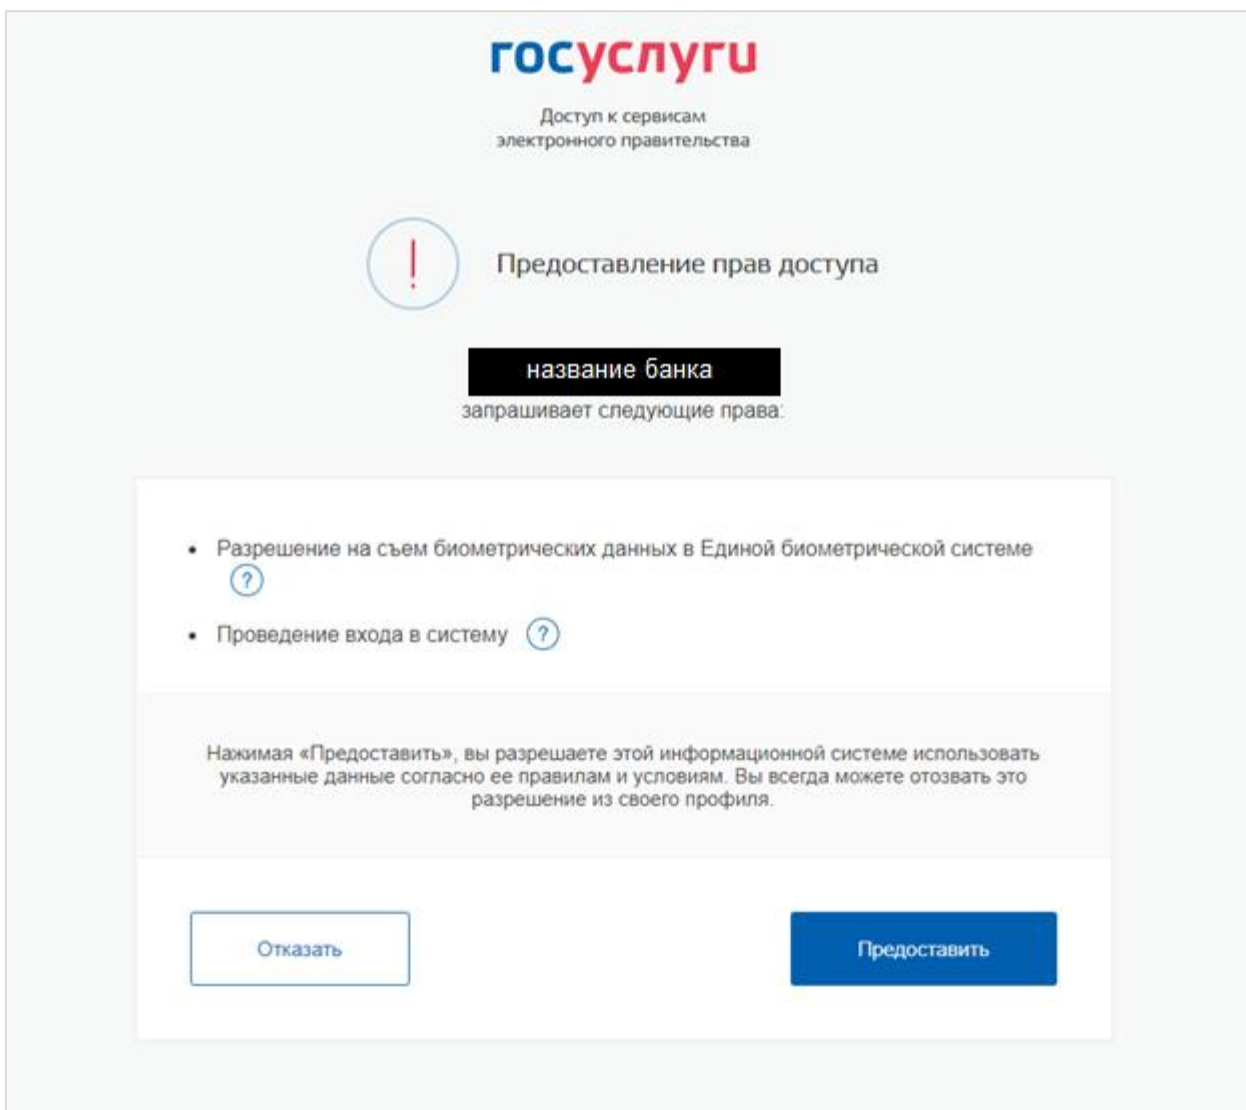 госуслуги
Доступ к сервисам
электронного правительства
!
Предоставление прав доступа
название банка
запрашивает следующие права:
• Разрешение на съем биометрических данных в Единой биометрической системе
?
• Проведение входа в систему ?
Нажимая «Предоставить», вы разрешаете этой информационной системе использовать
указанные данные согласно ее правилам и условиям. Вы всегда можете отозвать это
разрешение из своего профиля.
Отказать Предоставить